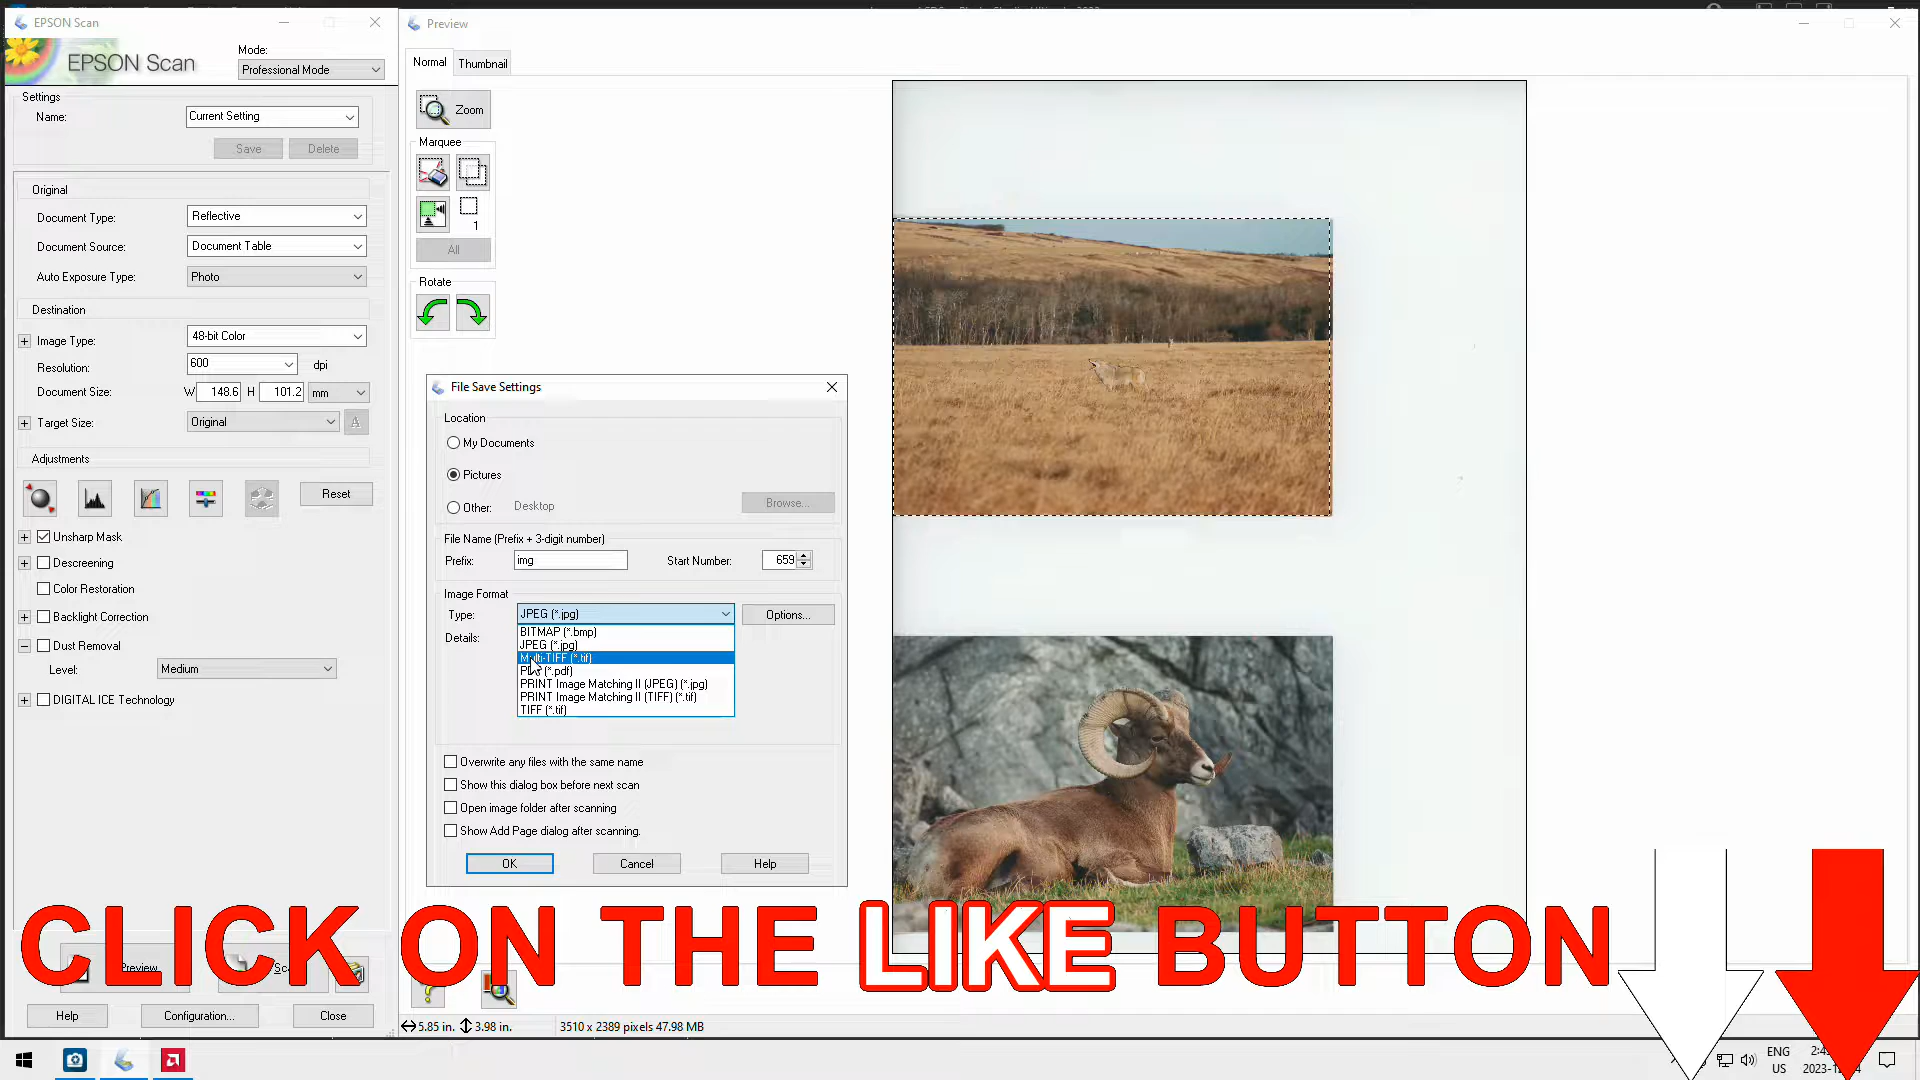 EPSON Scan
EPSON Scan
Mode:
Professional Mode
Settings
Name:
Current Setting
Save
Delete
Original
Document Type:
Reflective
Document Source:
Document Table
Auto Exposure Type:
Photo
Destination
Image Type:
48-bit Color
Resolution:
600
dpi
Document Size:
W
148.6
H
101.2
mm
Target Size:
Original
A
Adjustments
Reset
Unsharp Mask
Descreening
Color Restoration
Backlight Correction
Dust Removal
Level:
Medium
DIGITAL ICE Technology
Preview
Help
Configuration...
Close
Preview
Normal
Thumbnail
Zoom
Marquee
1
All
Rotate
File Save Settings
Location
My Documents
Pictures
Other:
Desktop
Browse...
File Name (Prefix + 3-digit number)
Prefix:
img
Start Number:
659
Image Format
Type:
JPEG (*.jpg)
Options...
Details:
BITMAP (*.bmp)
JPEG (*.jpg)
Multi-TIFF (*.tif)
PDF (*.pdf)
PRINT Image Matching II (JPEG) (*.jpg)
PRINT Image Matching II (TIFF) (*.tif)
TIFF (*.tif)
Overwrite any files with the same name
Show this dialog box before next scan
Open image folder after scanning
Show Add Page dialog after scanning.
OK
Cancel
Help
CLICK ON THE LIKE BUTTON
5.85 in.
3.98 in.
3510 x 2389 pixels 47.98 MB
ENG
US